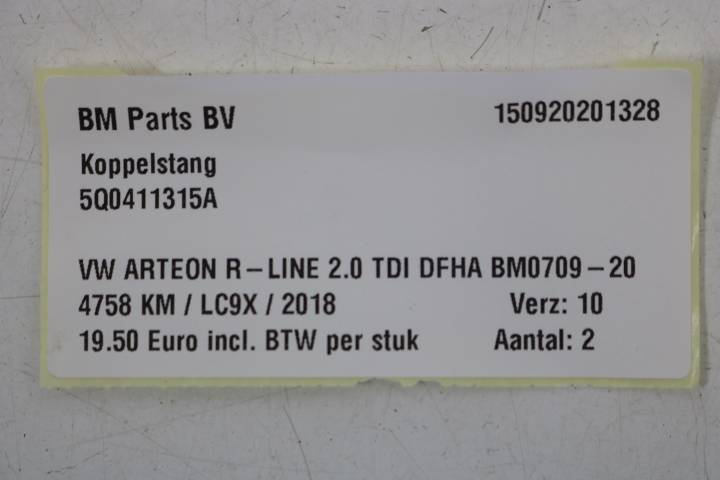 BM Parts BV 150920201328
Koppelstang
5Q0411315A
VW ARTEON R-LINE 2.0 TDI DFHA BM0709-20
4758 KM / LC9X / 2018 Verz: 10
19.50 Euro incl. BTW per stuk Aantal: 2